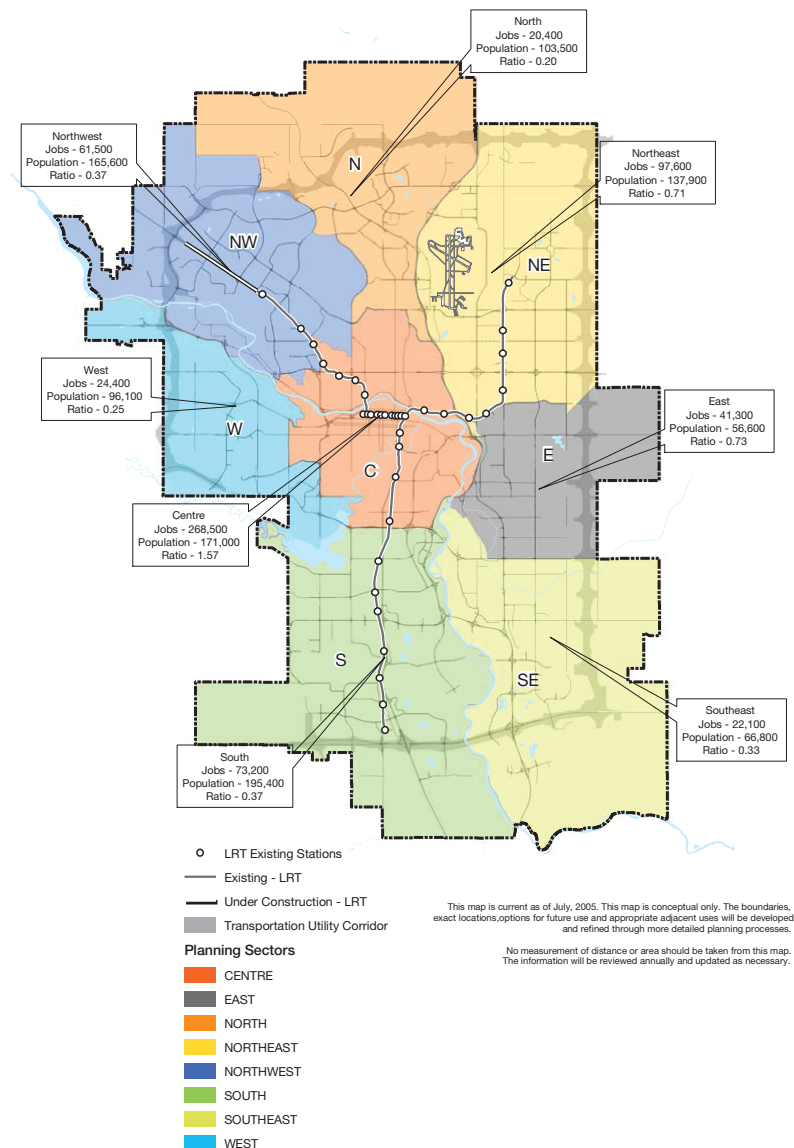 North
Jobs - 20,400
Population - 103,500
Ratio - 0.20
Northwest
Jobs - 61,500
Population - 165,600
Ratio - 0.37
Northeast
Jobs - 97,600
Population - 137,900
Ratio - 0.71
N
NW
NE
West
Jobs - 24,400
Population - 96,100
Ratio - 0.25
East
Jobs - 41,300
Population - 56,600
Ratio - 0.73
W
E
C
Centre
Jobs - 268,500
Population - 171,000
Ratio - 1.57
S
SE
Southeast
Jobs - 22,100
Population - 66,800
Ratio - 0.33
South
Jobs - 73,200
Population - 195,400
Ratio - 0.37
LRT Existing Stations
Existing - LRT
Under Construction - LRT
Transportation Utility Corridor
This map is current as of July, 2005. This map is conceptual only. The boundaries,
exact locations,options for future use and appropriate adjacent uses will be developed
and refined through more detailed planning processes.
No measurement of distance or area should be taken from this map.
The information will be reviewed annually and updated as necessary.
Planning Sectors
CENTRE
EAST
NORTH
NORTHEAST
NORTHWEST
SOUTH
SOUTHEAST
WEST